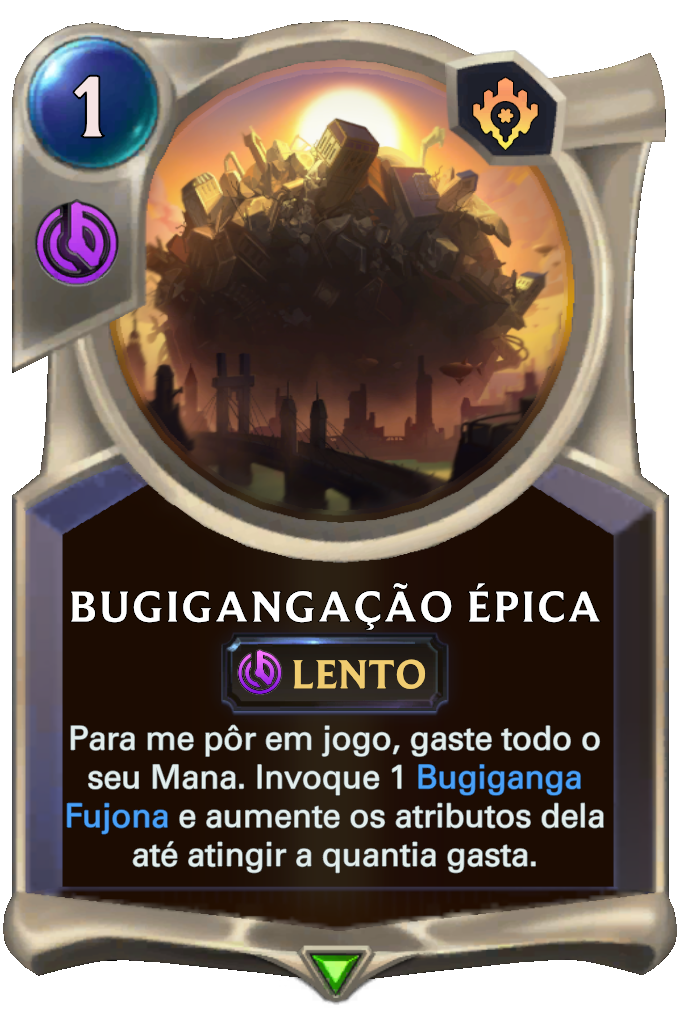 1
BUGIGANGAÇÃO ÉPICA
LENTO
Para me pôr em jogo, gaste todo o
seu Mana. Invoque 1 Bugiganga
Fujona e aumente os atributos dela
até atingir a quantia gasta.